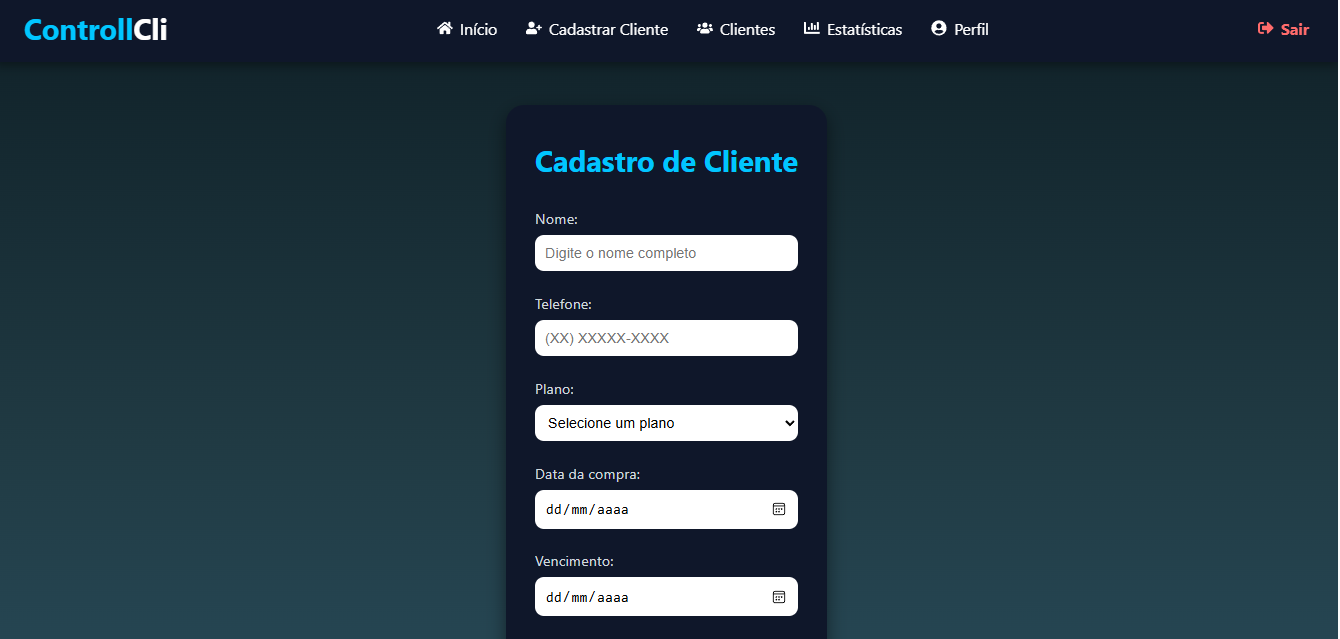 ControllCli Início Cadastrar Cliente Clientes Estatísticas Perfil Sair
Cadastro de Cliente
Nome:
Digite o nome completo
Telefone:
(XX) XXXXX-XXXX
Plano:
Selecione um plano
Data da compra:
dd/mm/aaaa
Vencimento:
dd/mm/aaaa